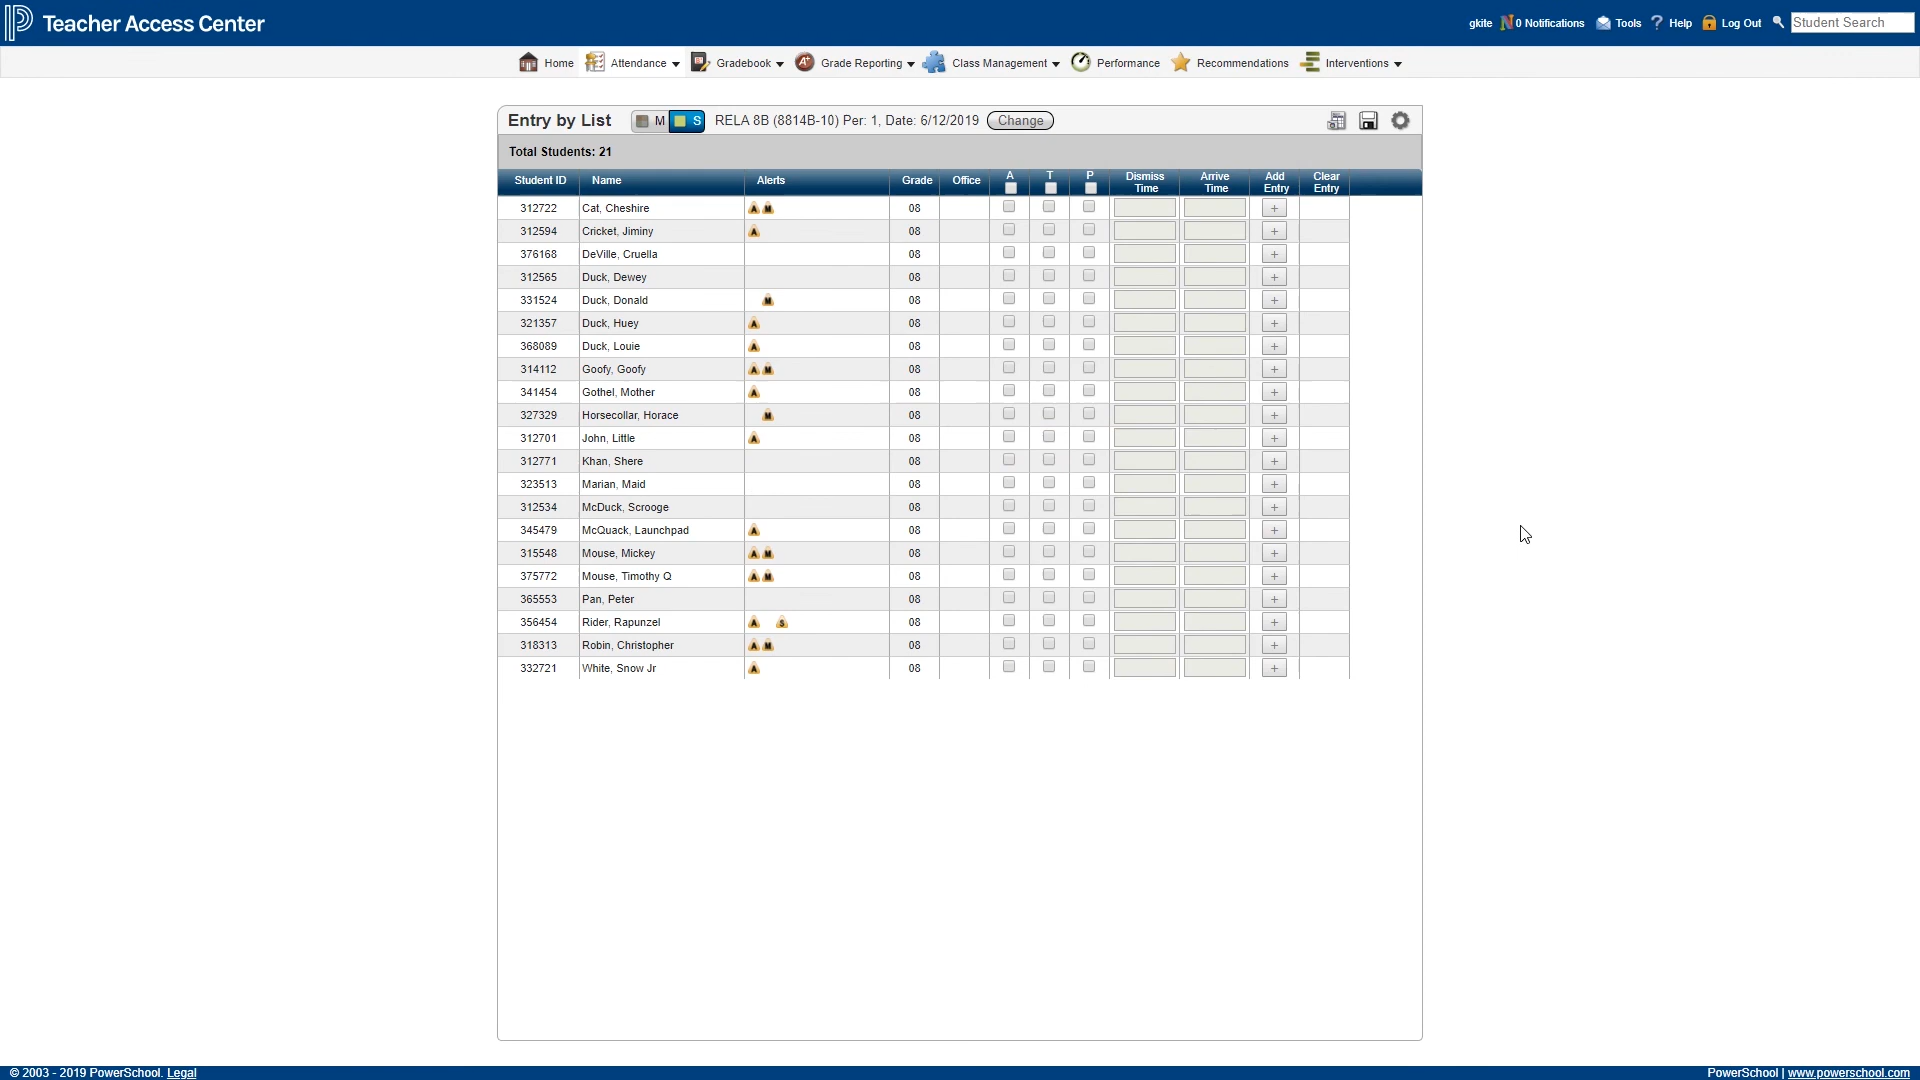 Teacher Access Center
gkite 0 Notifications Tools ? Help Log Out Student Search
Home Attendance Gradebook A+ Grade Reporting Class Management Performance Recommendations Interventions
Entry by List M S RELA 8B (8814B-10) Per: 1, Date: 6/12/2019 Change
Total Students: 21
Student ID Name Alerts Grade Office A T P Dismiss Time Arrive Time Add Entry Clear Entry
312722 Cat, Cheshire A M 08 +
312594 Cricket, Jiminy A 08 +
376168 DeVille, Cruella 08 +
312565 Duck, Dewey 08 +
331524 Duck, Donald M 08 +
321357 Duck, Huey A 08 +
368089 Duck, Louie A 08 +
314112 Goofy, Goofy A M 08 +
341454 Gothel, Mother A 08 +
327329 Horsecollar, Horace M 08 +
312701 John, Little A 08 +
312771 Khan, Shere 08 +
323513 Marian, Maid 08 +
312534 McDuck, Scrooge 08 +
345479 McQuack, Launchpad A 08 +
315548 Mouse, Mickey A M 08 +
375772 Mouse, Timothy Q A M 08 +
365553 Pan, Peter 08 +
356454 Rider, Rapunzel A S 08 +
318313 Robin, Christopher A M 08 +
332721 White, Snow Jr A 08 +
© 2003 - 2019 PowerSchool. Legal PowerSchool | www.powerschool.com